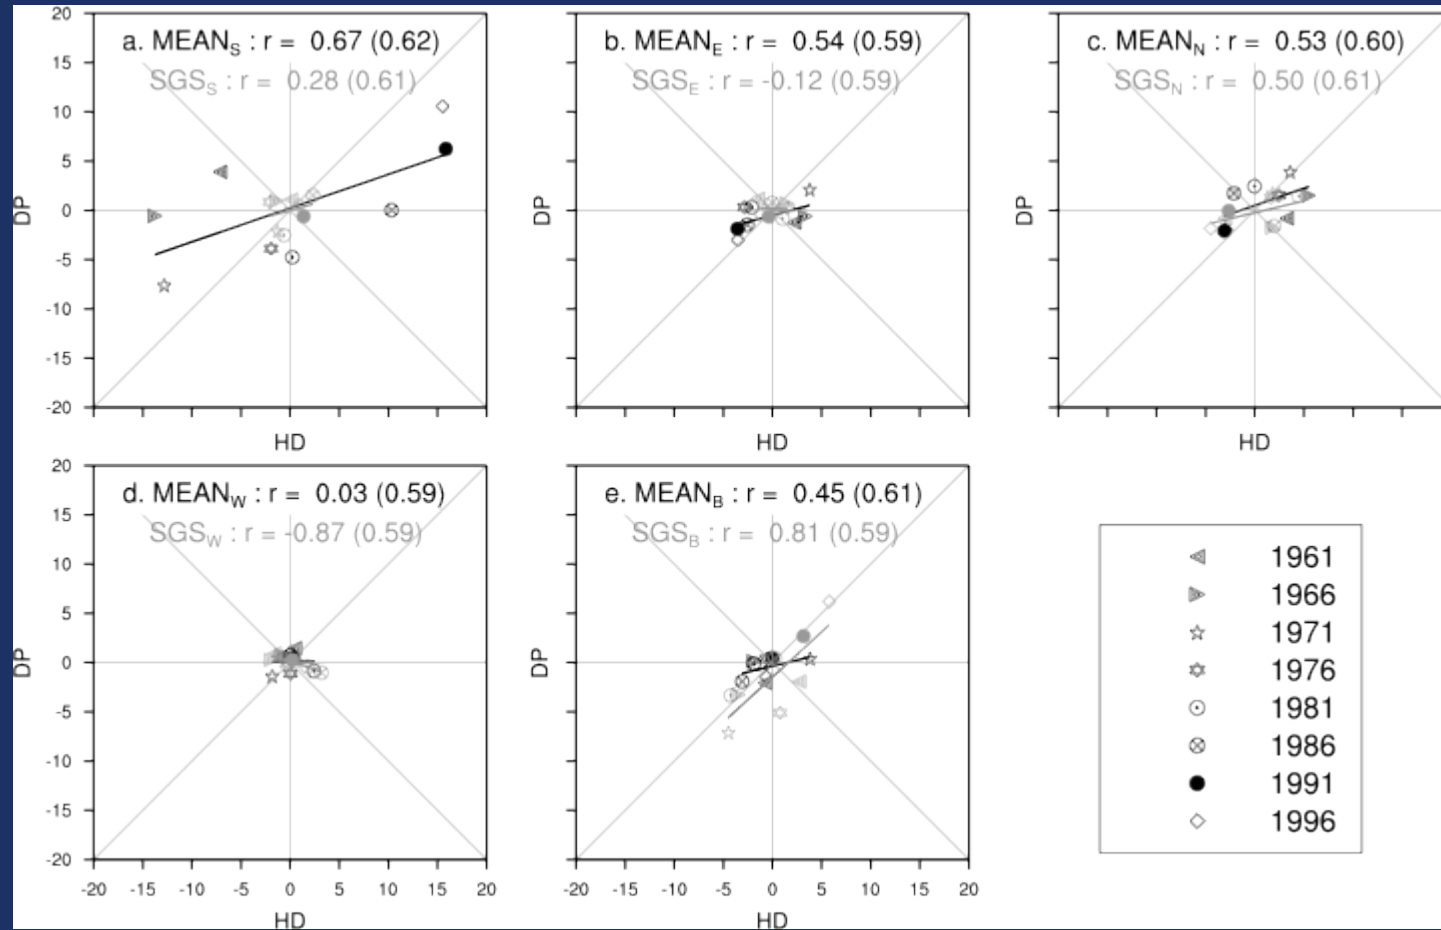 a. MEANS : r = 0.67 (0.62)
SGSS : r = 0.28 (0.61)
20
15
10
5
0
-5
-10
-15
-20
DP
HD
b. MEANE : r = 0.54 (0.59)
SGSE : r = -0.12 (0.59)
DP
HD
c. MEANN : r = 0.53 (0.60)
SGSN : r = 0.50 (0.61)
DP
HD
d. MEANW : r = 0.03 (0.59)
SGSW : r = -0.87 (0.59)
20
15
10
5
0
-5
-10
-15
-20
DP
-20 -15 -10 -5 0 5 10 15 20
HD
e. MEANB : r = 0.45 (0.61)
SGSB : r = 0.81 (0.59)
DP
-20 -15 -10 -5 0 5 10 15 20
HD
1961
1966
1971
1976
1981
1986
1991
1996